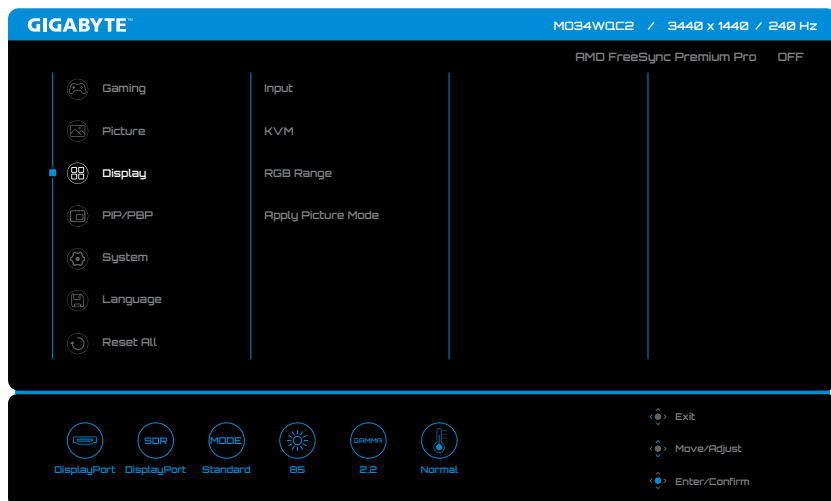 GIGABYTE™
MO34WQC2 / 3440 x 1440 / 240 Hz
AMD FreeSync Premium Pro OFF
Gaming
Input
Picture
KVM
Display
RGB Range
PIP/PBP
Apply Picture Mode
System
Language
Reset All
SDR
MODE
GAMMA
DisplayPort
DisplayPort
Standard
85
2.2
Normal
Exit
Move/Adjust
Enter/Confirm